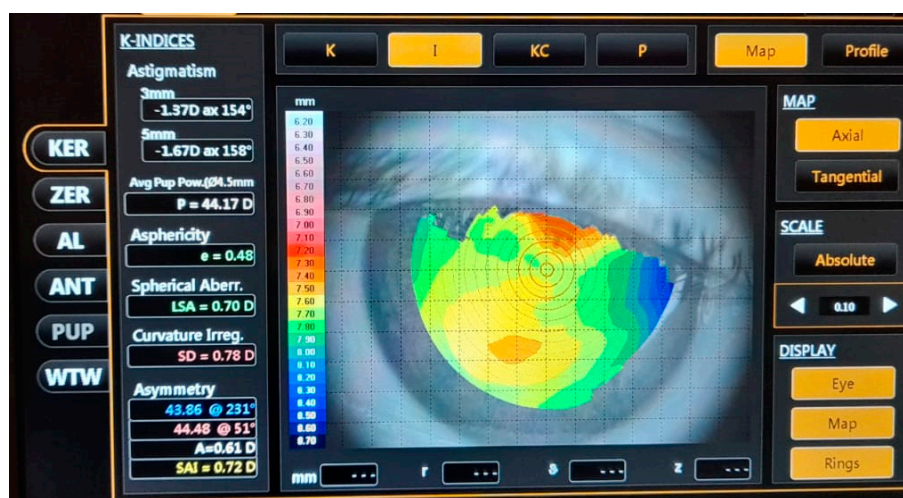 K-INDICES
Astigmatism
3mm
-1.37D ax 154°
5mm
-1.67D ax 158°
Avg Pup Pow.(Ø4.5mm
P = 44.17 D
Asphericity
e = 0.48
Spherical Aberr.
LSA = 0.70 D
Curvature Irreg.
SD = 0.78 D
Asymmetry
43.86 @ 231°
44.48 @ 51°
A=0.61 D
SAI = 0.72 D
KER
ZER
AL
ANT
PUP
WTW
K I KC P
Map Profile
mm
6.20
6.30
6.40
6.50
6.60
6.70
6.80
6.90
7.00
7.10
7.20
7.30
7.40
7.50
7.60
7.70
7.80
7.90
8.00
8.10
8.20
8.30
8.40
8.50
8.60
8.70
mm --- r --- ---  z ---
MAP
Axial
Tangential
SCALE
Absolute
0.10
DISPLAY
Eye
Map
Rings